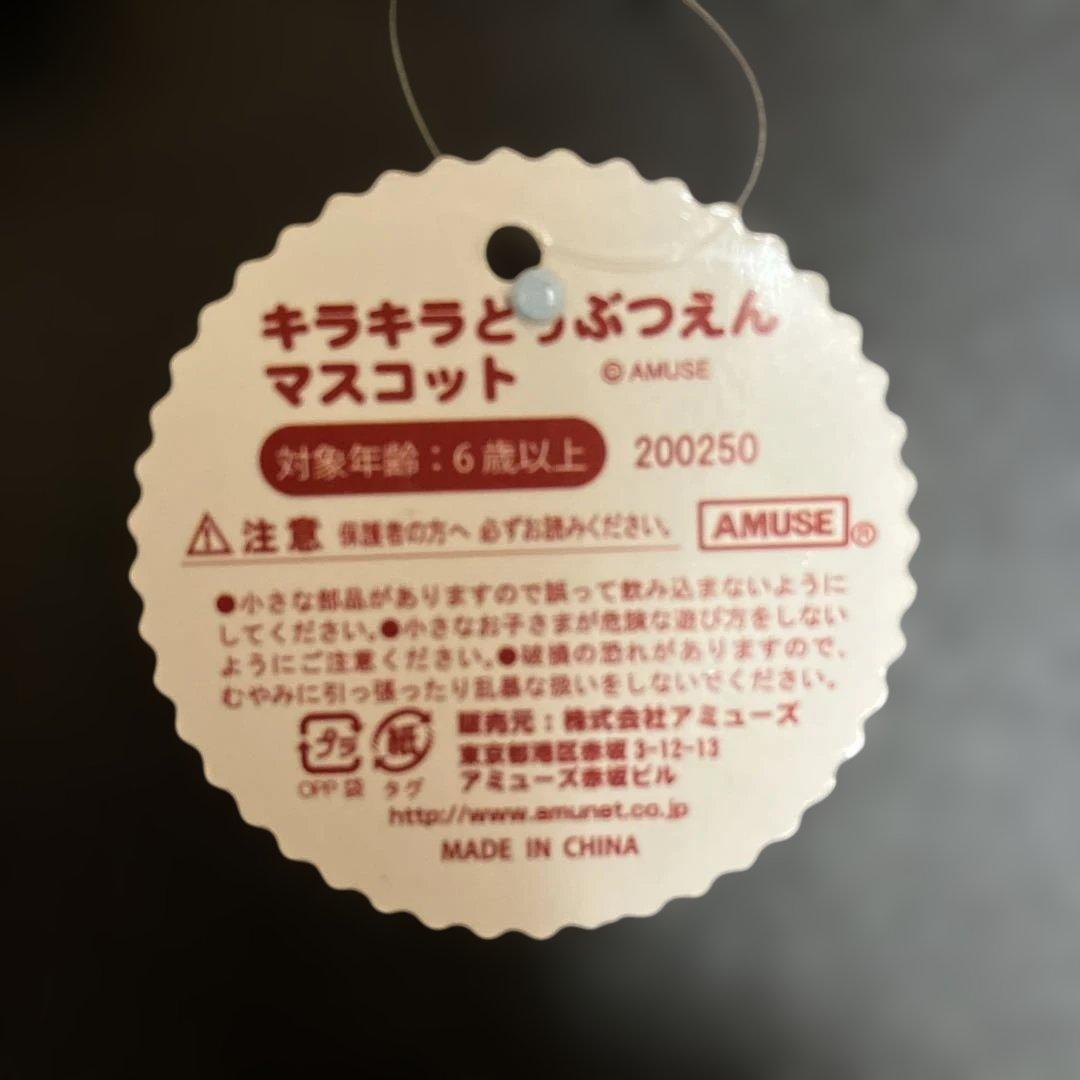 キラキラどうぶつえん
マスコット ©AMUSE
対象年齢：6歳以上 200250
注意 保護者の方へ 必ずお読みください。 AMUSE®
●小さな部品がありますので誤って飲み込まないように
してください。●小さなお子さまが危険な遊び方をしない
ようにご注意ください。●破損の恐れがありますので、
むやみに引っ張ったり乱暴な扱いをしないでください。
プラ 紙 販売元：株式会社アミューズ
東京都港区赤坂3-12-13
OPP袋 タグ アミューズ赤坂ビル
http://www.amunet.co.jp
MADE IN CHINA